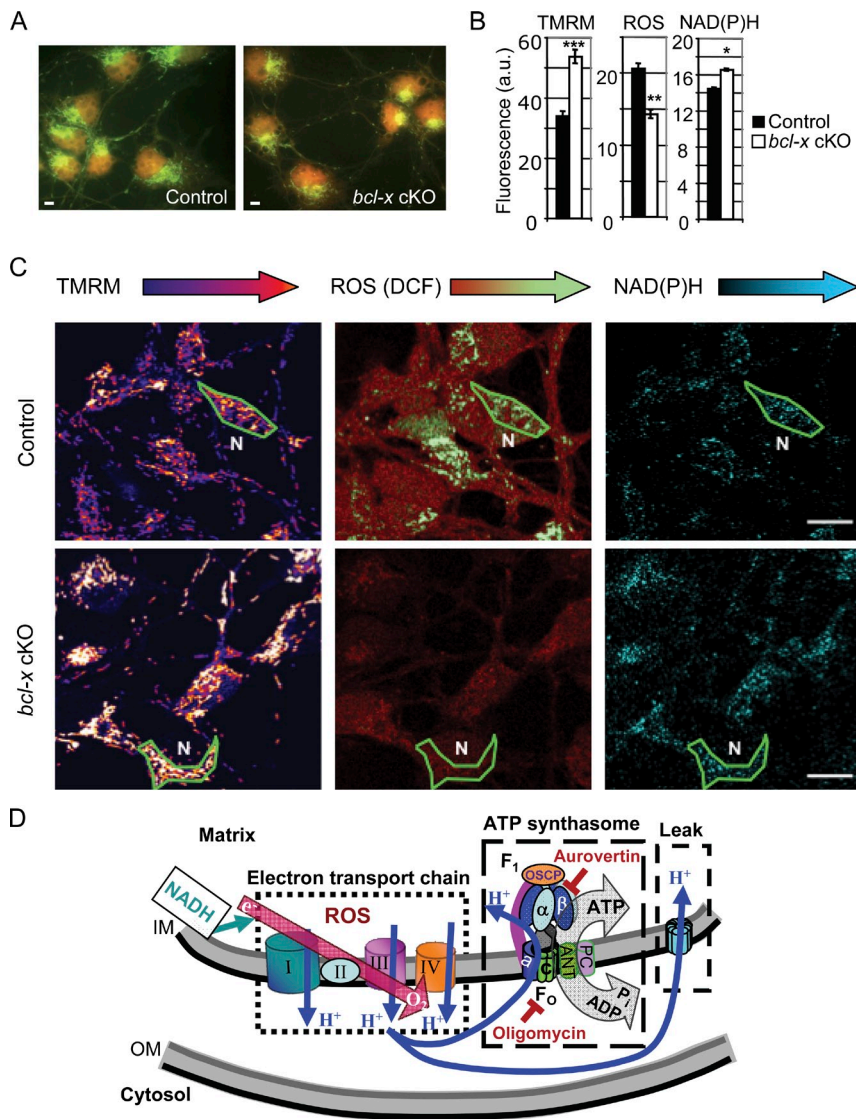 A
Control
bcl-x cKO
B
TMRM
ROS
NAD(P)H
Fluorescence (a.u.)
60
40
20
0
***
20
10
0
**
20
16
12
8
4
0
*
Control
bcl-x cKO
C
TMRM
ROS (DCF)
NAD(P)H
Control
N
N
N
bcl-x cKO
N
N
N
D
Matrix
ATP synthasome
Leak
Electron transport chain
F1
OSCP
Aurovertin
H+
H+
NADH
e-
ROS
α
β
ATP
IM
I
II
III
IV
O2
a
c
ANT
PC
H+
H+
H+
FO
Pi
ADP
Oligomycin
OM
Cytosol